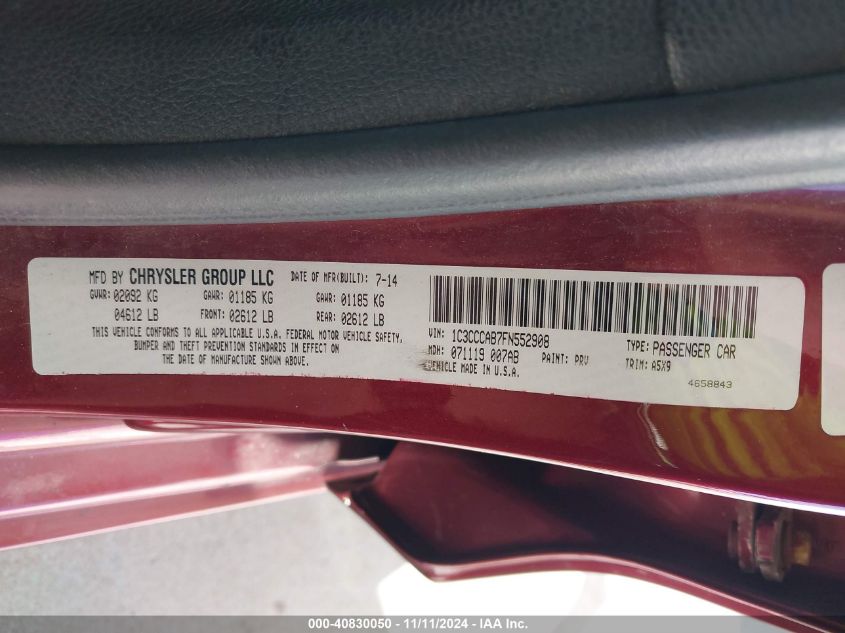 MFD BY CHRYSLER GROUP LLC DATE OF MFR(BUILT): 7-14
GVWR: 02092 KG GAWR: 01185 KG GAWR: 01185 KG
04612 LB FRONT: 02612 LB REAR: 02612 LB
THIS VEHICLE CONFORMS TO ALL APPLICABLE U.S.A. FEDERAL MOTOR VEHICLE SAFETY,
BUMPER AND THEFT PREVENTION STANDARDS IN EFFECT ON
THE DATE OF MANUFACTURE SHOWN ABOVE.
VIN: 1C3CCCAB7FN552908 TYPE: PASSENGER CAR
MDH: 071119 007AB PAINT: PRV TRIM: A5X9
VEHICLE MADE IN U.S.A.
4658843
000-40830050 - 11/11/2024 - IAA Inc.